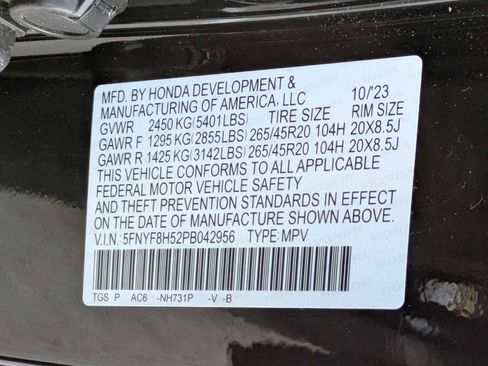 MFD. BY HONDA DEVELOPMENT &
MANUFACTURING OF AMERICA, LLC 10/'23
GVWR 2450 KG(5401LBS) TIRE SIZE RIM SIZE
GAWR F 1295 KG(2855LBS) 265/45R20 104H 20X8.5J
GAWR R 1425 KG(3142LBS) 265/45R20 104H 20X8.5J
THIS VEHICLE CONFORMS TO ALL APPLICABLE
FEDERAL MOTOR VEHICLE SAFETY
AND THEFT PREVENTION STANDARDS IN EFFECT
ON THE DATE OF MANUFACTURE SHOWN ABOVE.
V.I.N.: 5FNYF8H52PB042956 TYPE: MPV
TGS P AC6 -NH731P -V -B